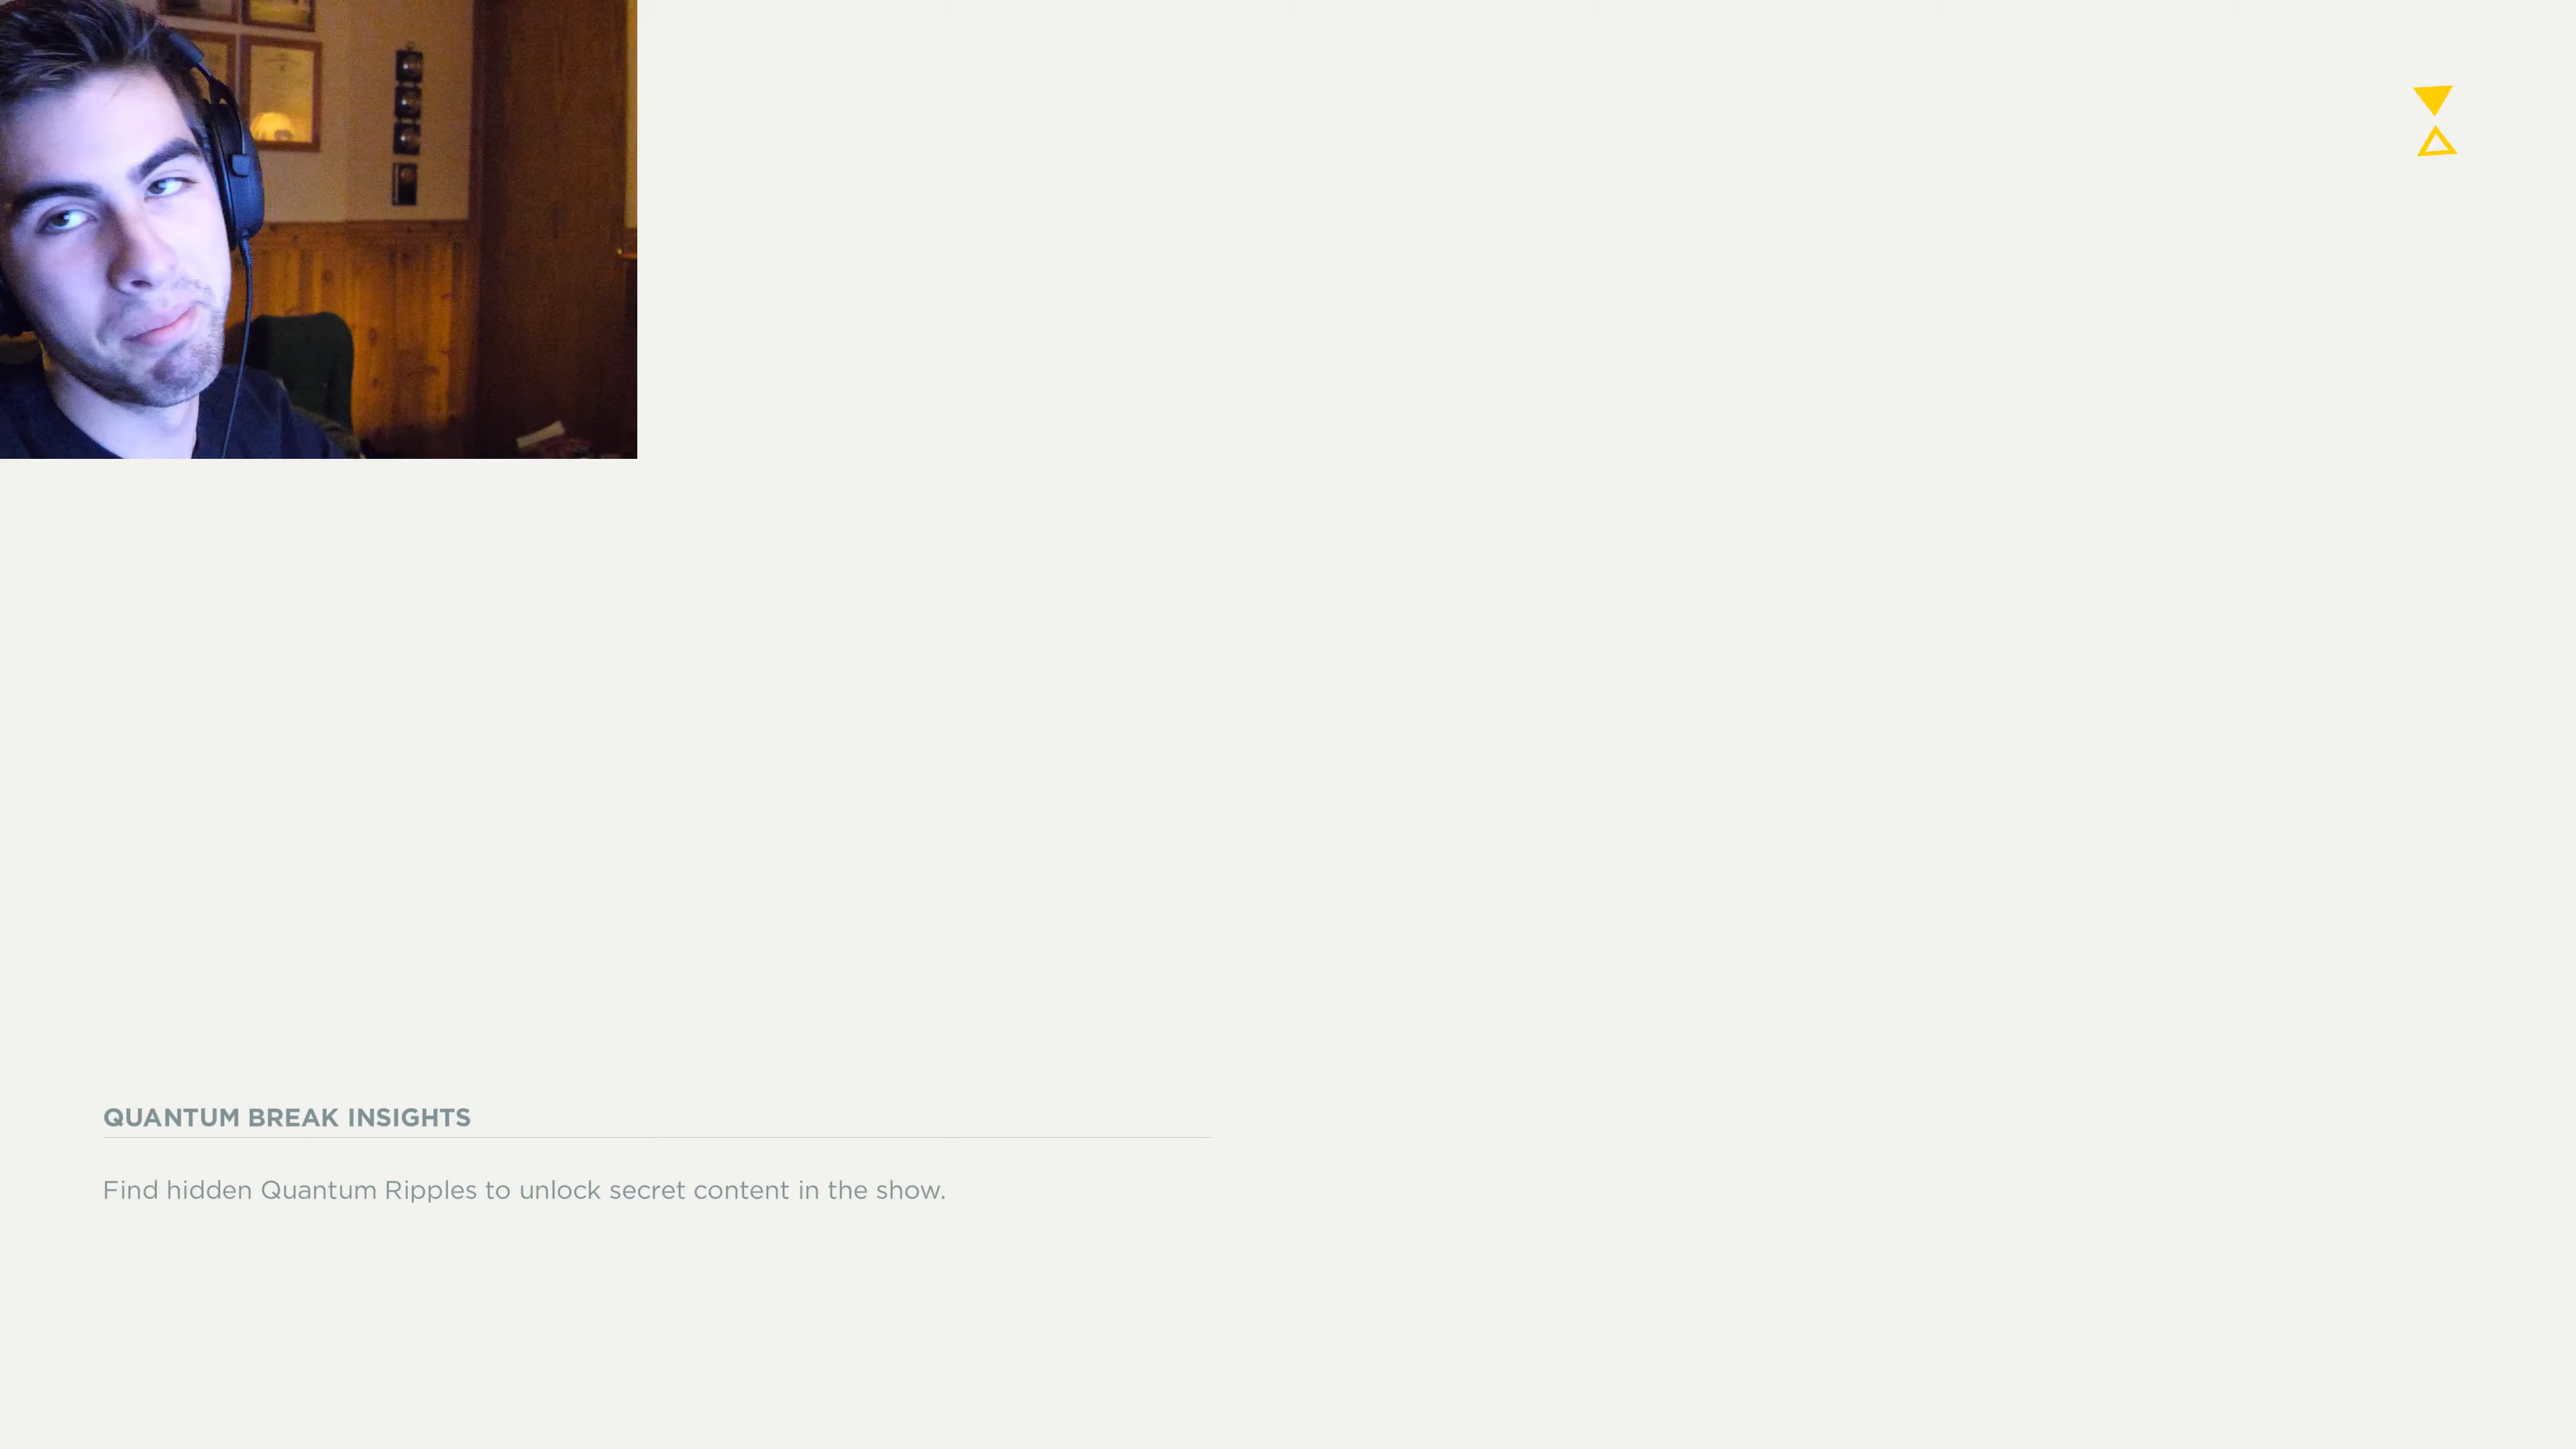 QUANTUM BREAK INSIGHTS
Find hidden Quantum Ripples to unlock secret content in the show.